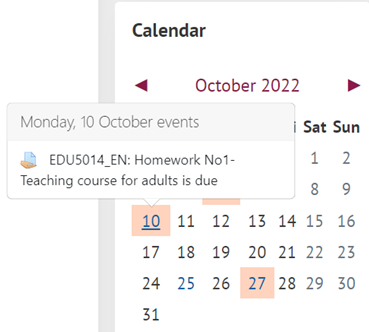 Calendar
◄ October 2022 ►
Monday, 10 October events
i Sat Sun
EDU5014_EN: Homework No1-
Teaching course for adults is due
1 2
8 9
10 11 12 13 14 15 16
17 18 19 20 21 22 23
24 25 26 27 28 29 30
31